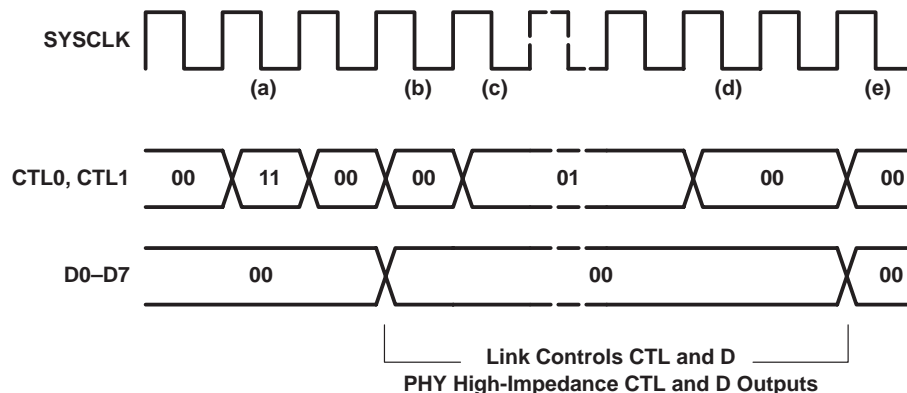 SYSCLK
(a) (b) (c) (d) (e)
CTL0, CTL1 00 11 00 00 01 00 00
D0–D7 00 00 00
Link Controls CTL and D
PHY High-Impedance CTL and D Outputs